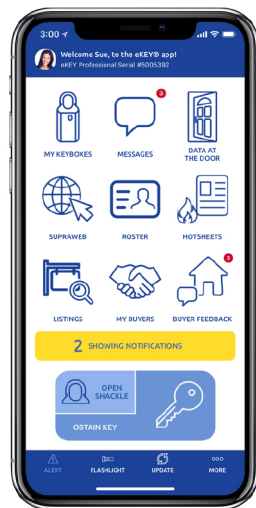 3:00
Welcome Sue, to the eKEY® app!
eKEY Professional Serial #5005392
3
MY KEYBOXES
MESSAGES
DATA AT
THE DOOR
SUPRAWEB
ROSTER
HOTSHEETS
3
LISTINGS
MY BUYERS
BUYER FEEDBACK
2 SHOWING NOTIFICATIONS
OPEN
SHACKLE
OBTAIN KEY
ALERT
FLASHLIGHT
UPDATE
MORE